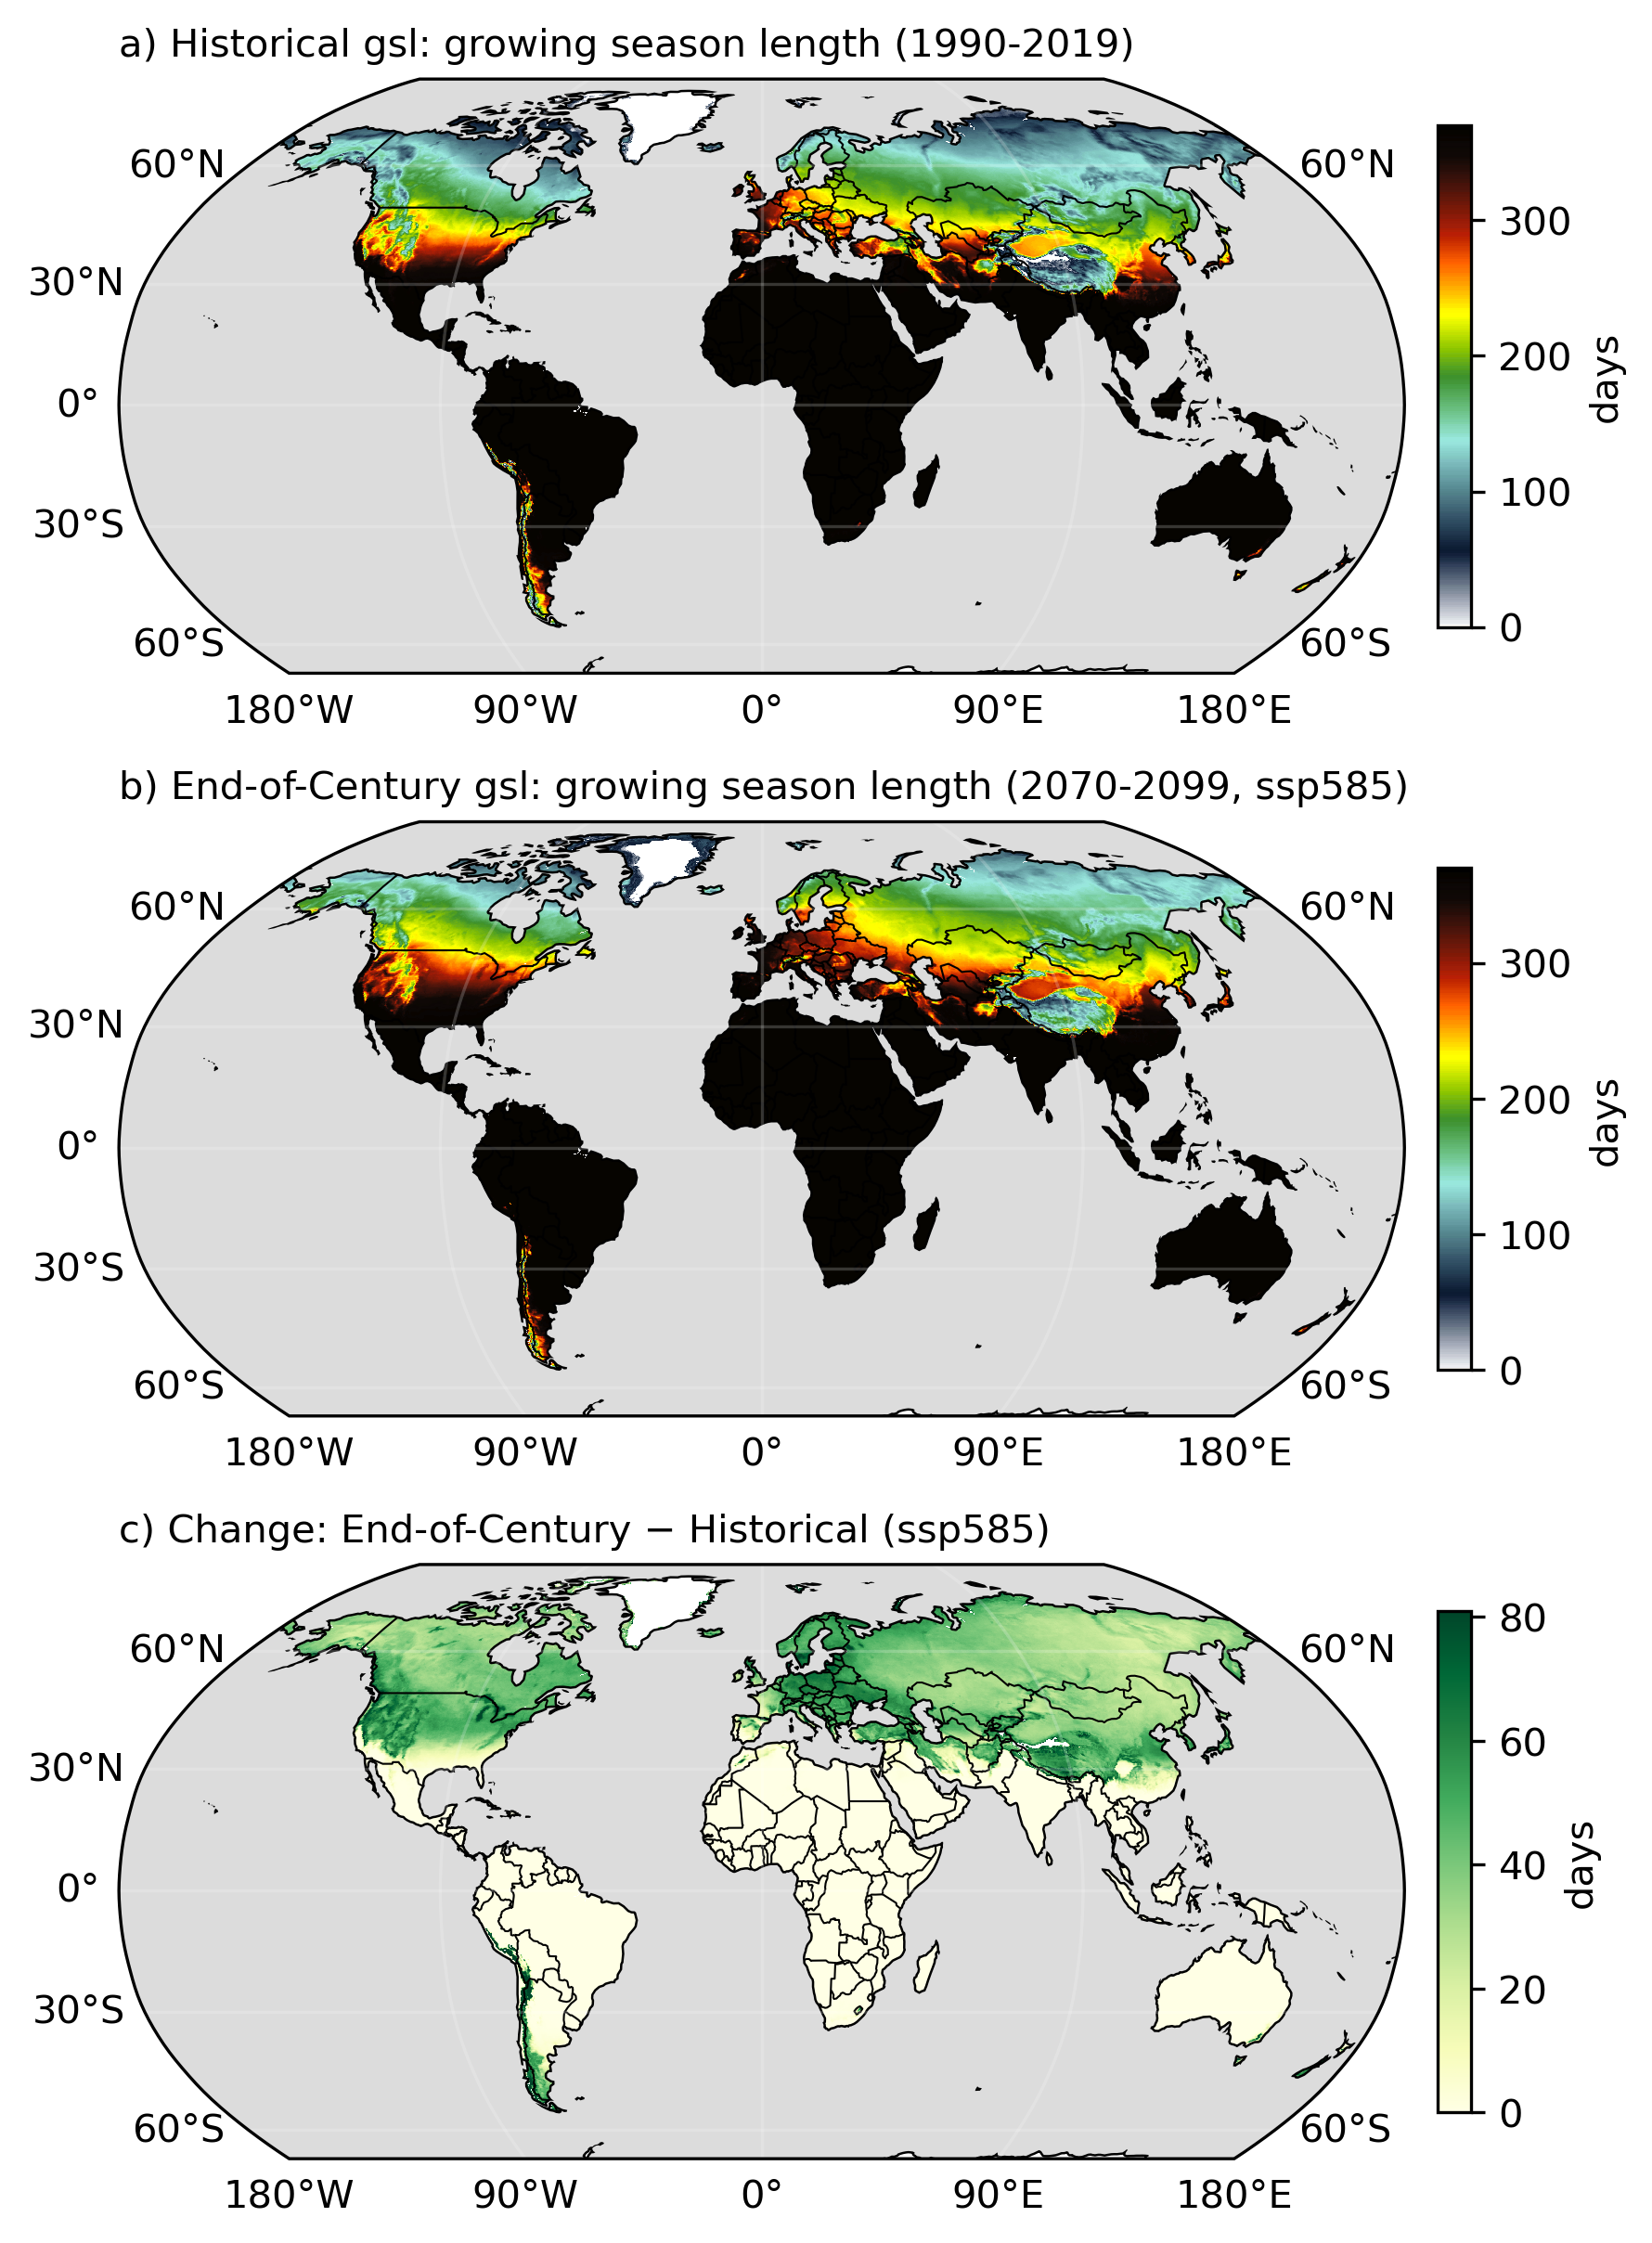 a) Historical gsl: growing season length (1990-2019)
60°N
60°N
30°N
0°
30°S
60°S
60°S
180°W 90°W 0° 90°E 180°E
300
200
100
0
days
b) End-of-Century gsl: growing season length (2070-2099, ssp585)
60°N
60°N
30°N
0°
30°S
60°S
60°S
180°W 90°W 0° 90°E 180°E
300
200
100
0
days
c) Change: End-of-Century − Historical (ssp585)
60°N
60°N
30°N
0°
30°S
60°S
60°S
180°W 90°W 0° 90°E 180°E
80
60
40
20
0
days